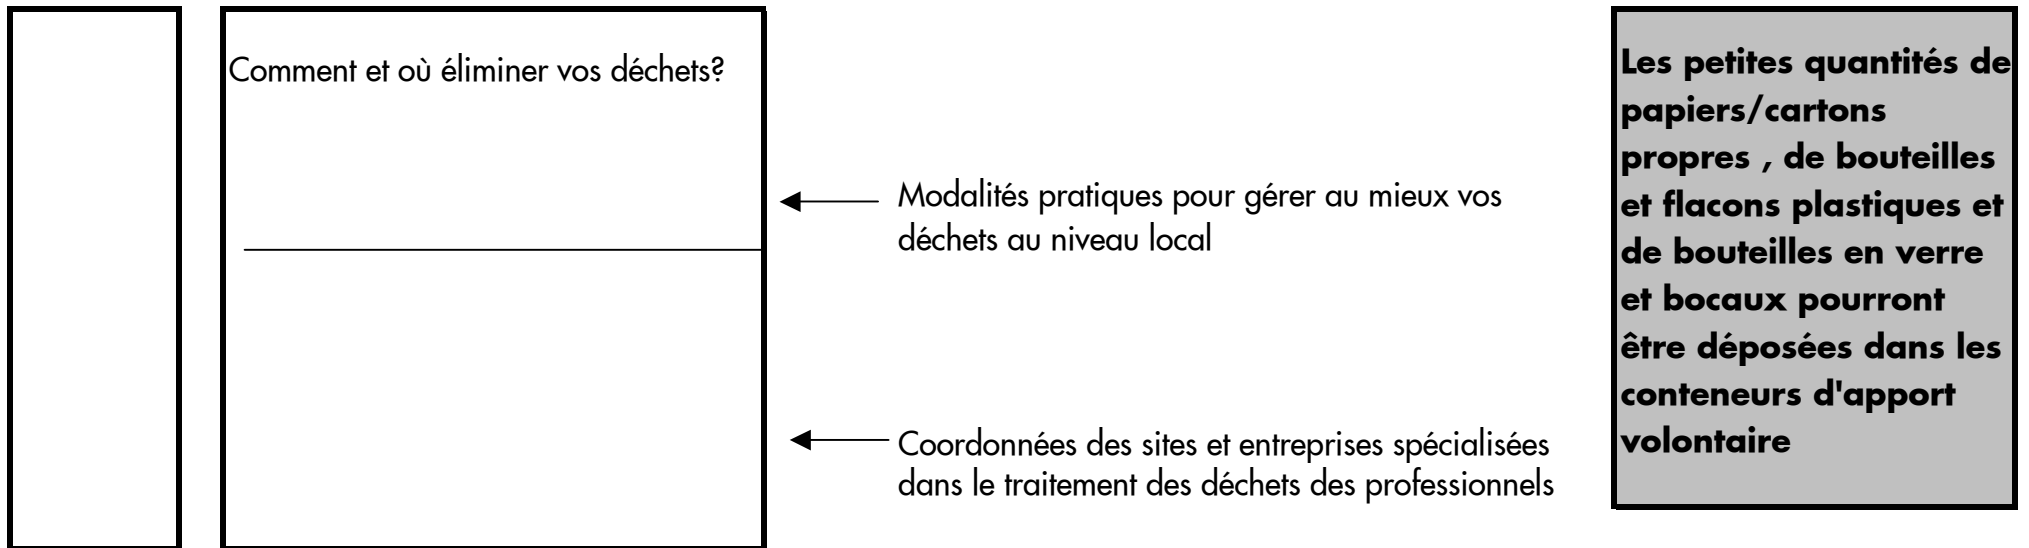 Comment et où éliminer vos déchets?
Modalités pratiques pour gérer au mieux vos
déchets au niveau local
Coordonnées des sites et entreprises spécialisées
dans le traitement des déchets des professionnels
Les petites quantités de
papiers/cartons
propres , de bouteilles
et flacons plastiques et
de bouteilles en verre
et bocaux pourront
être déposées dans les
conteneurs d'apport
volontaire